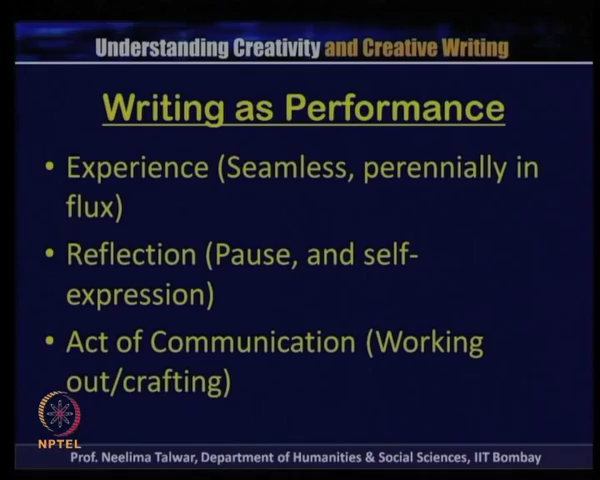 Understanding Creativity and Creative Writing
Writing as Performance
• Experience (Seamless, perennially in
flux)
• Reflection (Pause, and self-
expression)
• Act of Communication (Working
out/crafting)
NPTEL
Prof. Neelima Talwar, Department of Humanities & Social Sciences, IIT Bombay